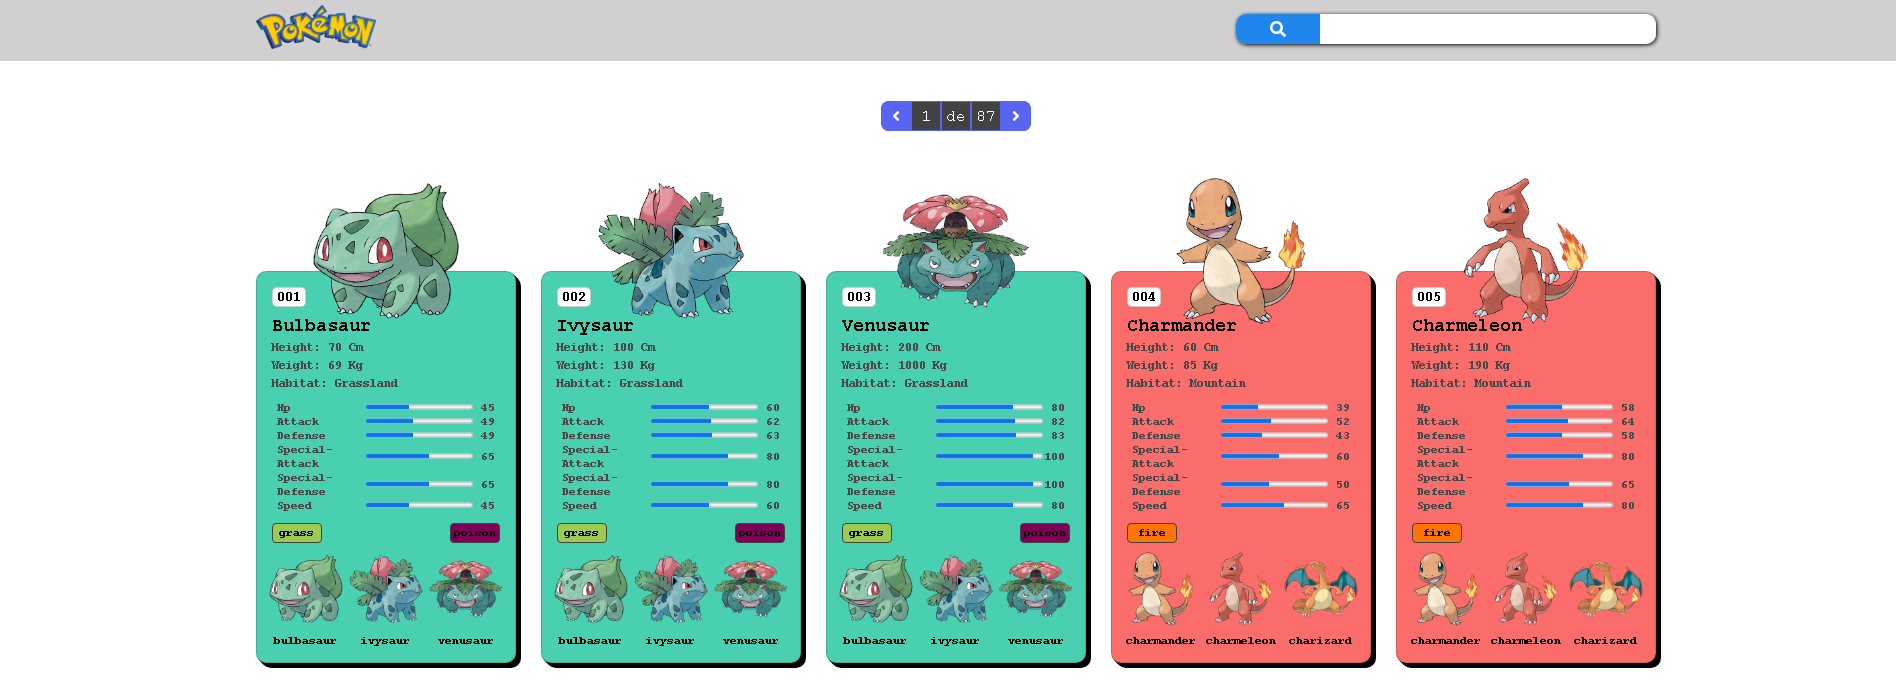 POKéMON
1 de 87
001
Bulbasaur
Height: 70 Cm
Weight: 69 Kg
Habitat: Grassland
Hp 45
Attack 49
Defense 49
Special-
Attack 65
Special-
Defense 65
Speed 45
grass poison
bulbasaur ivysaur venusaur
002
Ivysaur
Height: 100 Cm
Weight: 130 Kg
Habitat: Grassland
Hp 60
Attack 62
Defense 63
Special-
Attack 80
Special-
Defense 80
Speed 60
grass poison
bulbasaur ivysaur venusaur
003
Venusaur
Height: 200 Cm
Weight: 1000 Kg
Habitat: Grassland
Hp 80
Attack 82
Defense 83
Special-
Attack 100
Special-
Defense 100
Speed 80
grass poison
bulbasaur ivysaur venusaur
004
Charmander
Height: 60 Cm
Weight: 85 Kg
Habitat: Mountain
Hp 39
Attack 52
Defense 43
Special-
Attack 60
Special-
Defense 50
Speed 65
fire
charmander charmeleon charizard
005
Charmeleon
Height: 110 Cm
Weight: 190 Kg
Habitat: Mountain
Hp 58
Attack 64
Defense 58
Special-
Attack 80
Special-
Defense 65
Speed 80
fire
charmander charmeleon charizard